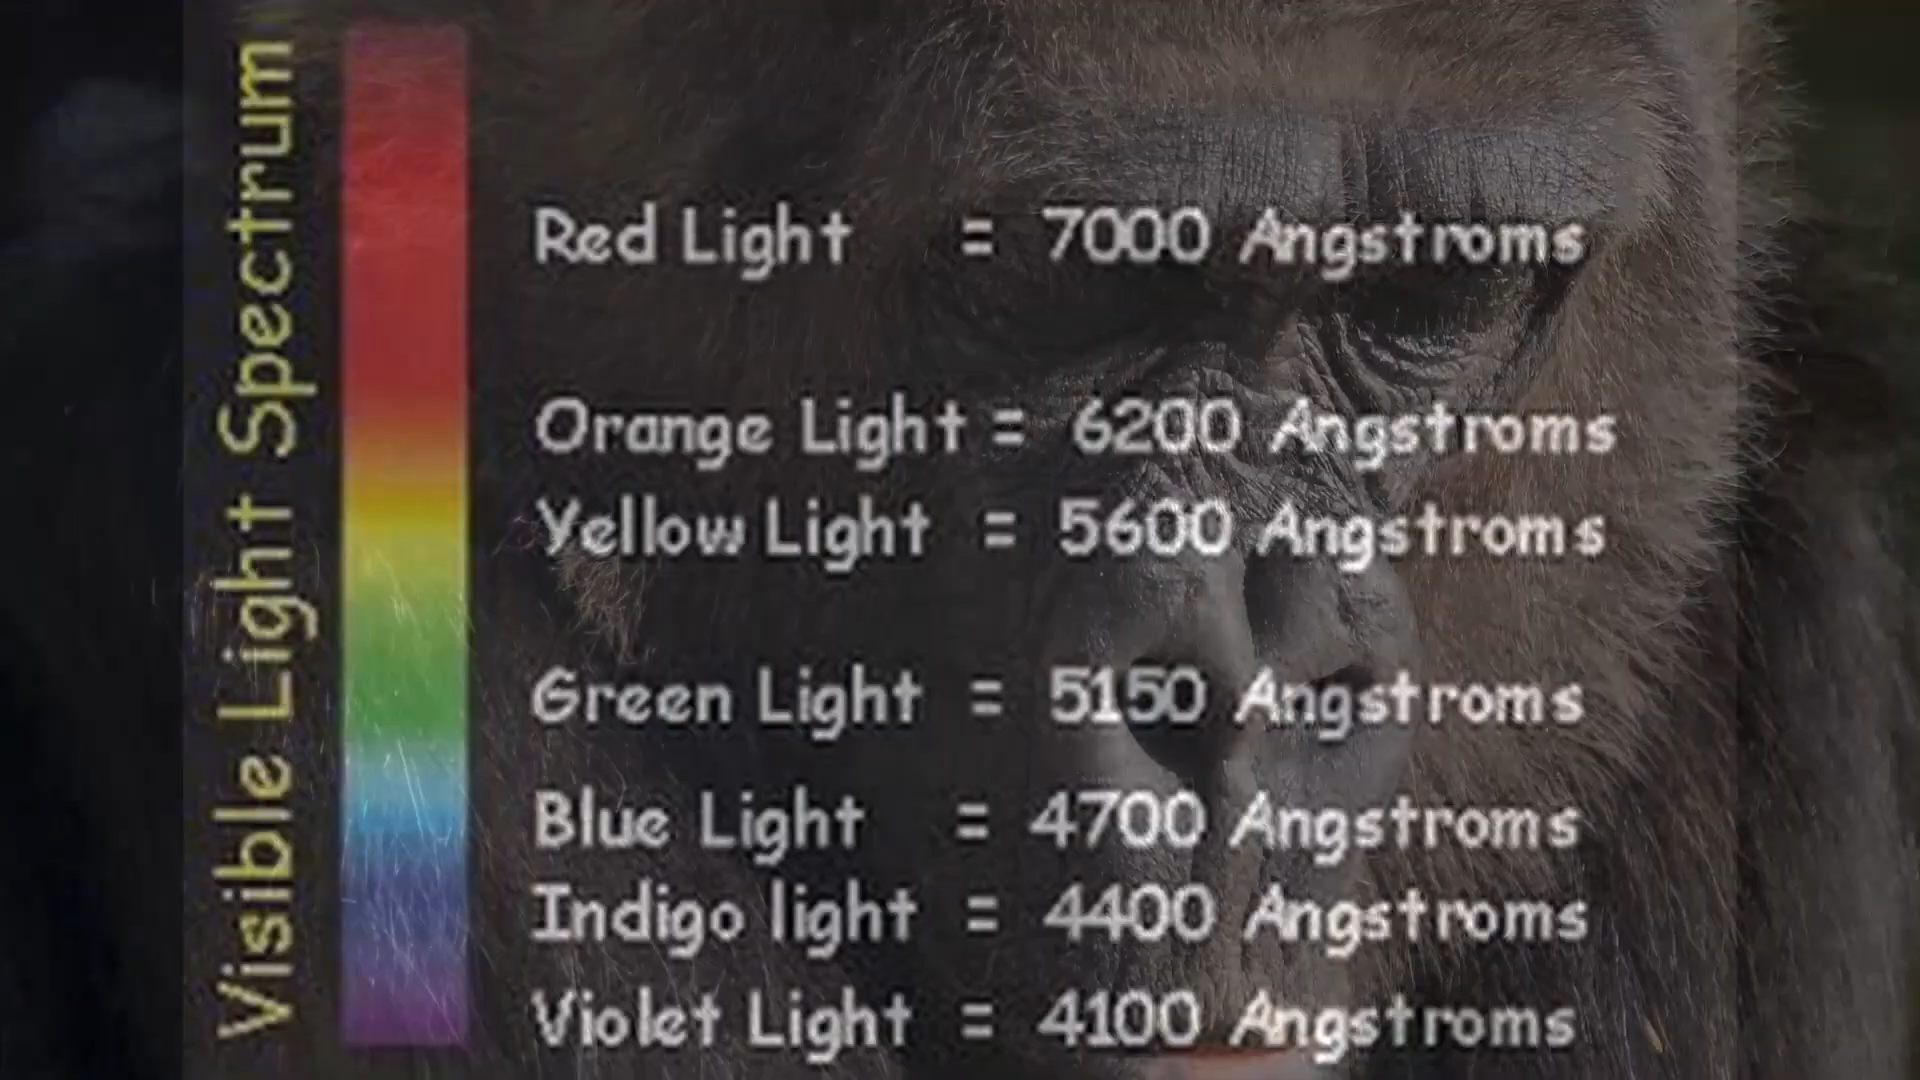 Visible Light Spectrum
Red Light = 7000 Angstroms
Orange Light = 6200 Angstroms
Yellow Light = 5600 Angstroms
Green Light = 5150 Angstroms
Blue Light = 4700 Angstroms
Indigo light = 4400 Angstroms
Violet Light = 4100 Angstroms